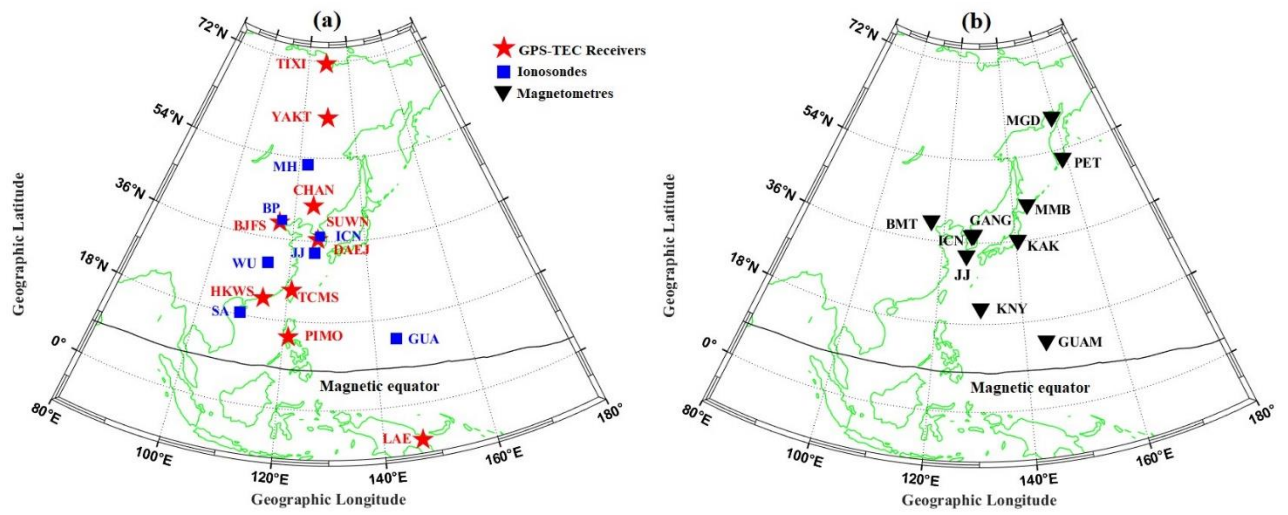 (a)
72°N
54°N
36°N
18°N
0°
80°E
100°E
120°E
140°E
160°E
180°
Geographic Latitude
Geographic Longitude
TIXI
YAKT
MH
CHAN
BP
BJFS
SUWN
ICN
DAEJ
JJ
WU
HKWS
TCMS
SA
PIMO
GUA
Magnetic equator
LAE
GPS-TEC Receivers
Ionosondes
Magnetometres
(b)
72°N
54°N
36°N
18°N
0°
80°E
100°E
120°E
140°E
160°E
180°
Geographic Latitude
Geographic Longitude
MGD
PET
MMB
BMT
GANG
ICN
KAK
JJ
KNY
GUAM
Magnetic equator